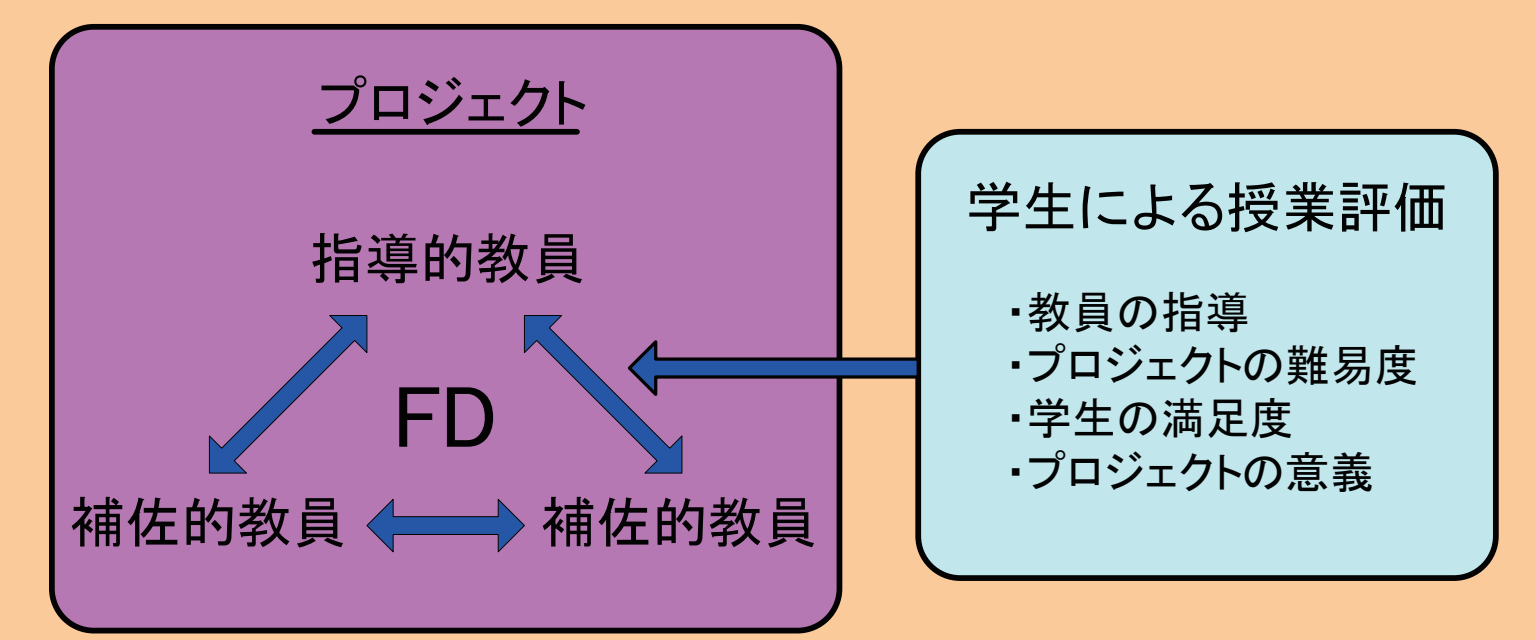 プロジェクト
指導的教員
FD
補佐的教員
補佐的教員
学生による授業評価
・教員の指導
・プロジェクトの難易度
・学生の満足度
・プロジェクトの意義